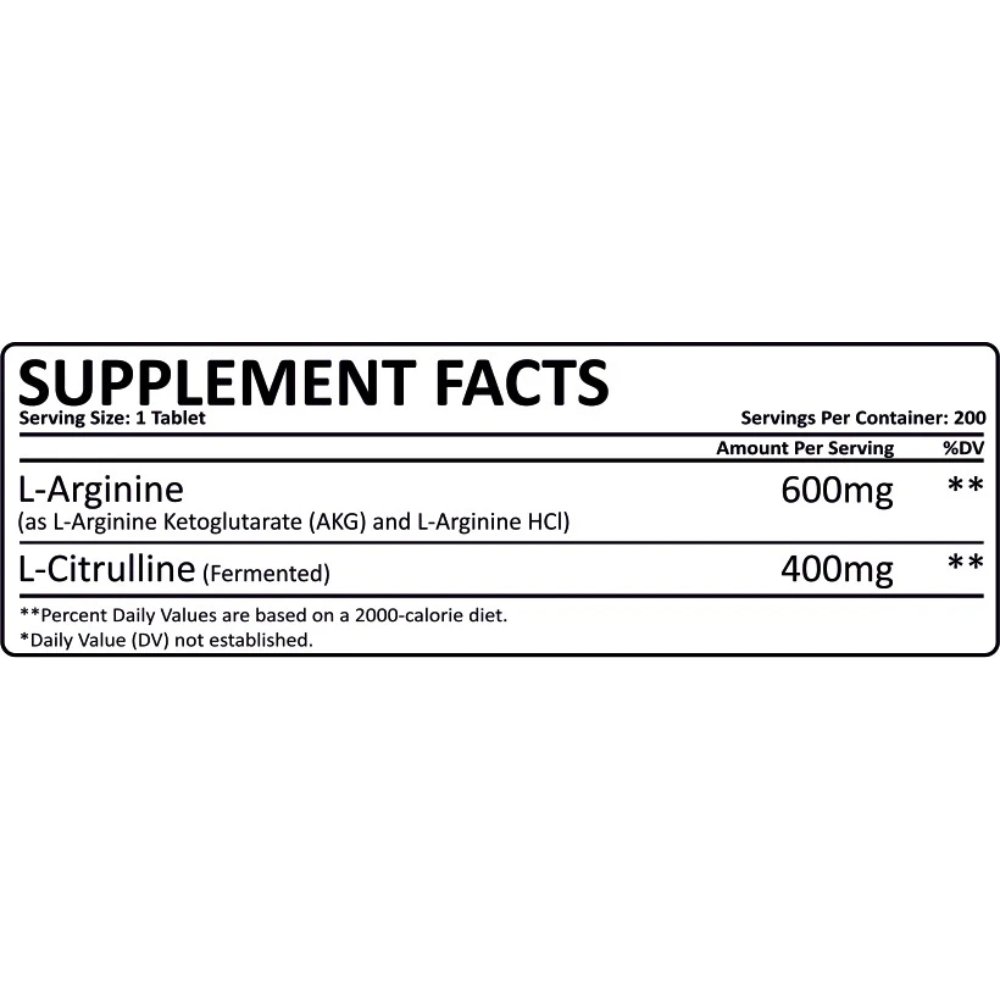 SUPPLEMENT FACTS
Serving Size: 1 Tablet Servings Per Container: 200
Amount Per Serving %DV
L-Arginine 600mg **
(as L-Arginine Ketoglutarate (AKG) and L-Arginine HCl)
L-Citrulline (Fermented) 400mg **
**Percent Daily Values are based on a 2000-calorie diet.
*Daily Value (DV) not established.